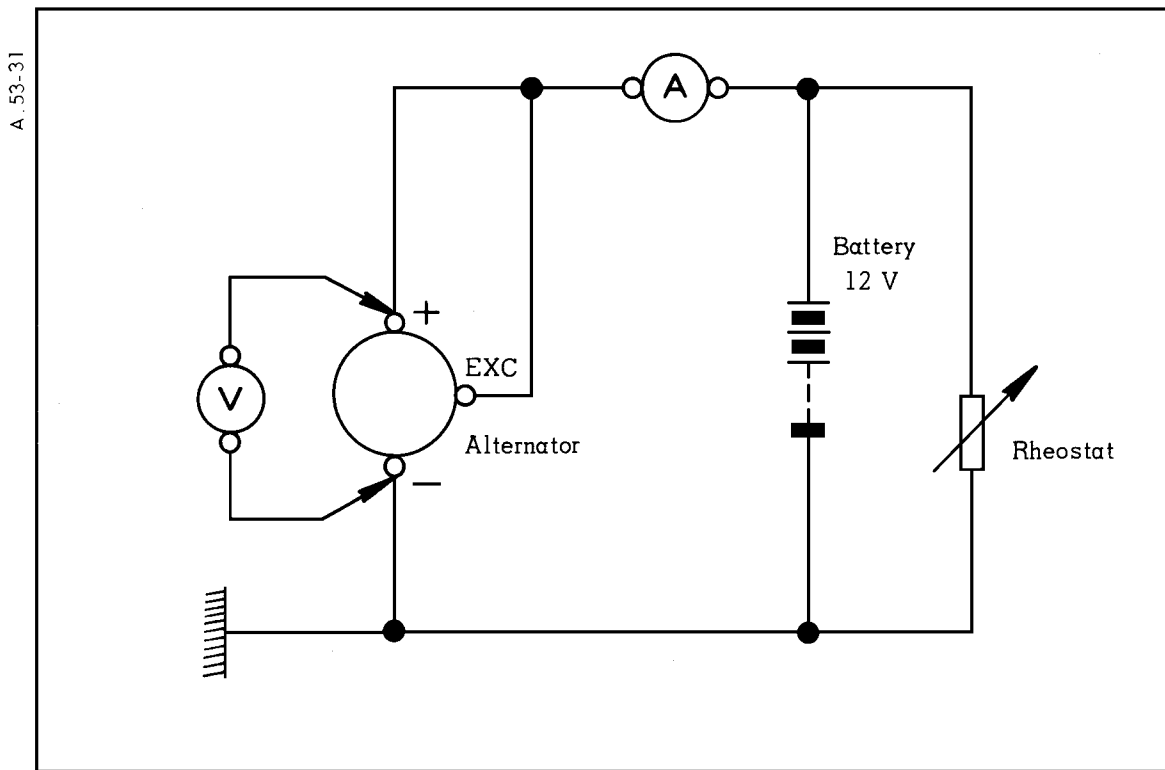 A.53-31
A
Battery
12 V
+
EXC
V
Alternator
Rheostat
—